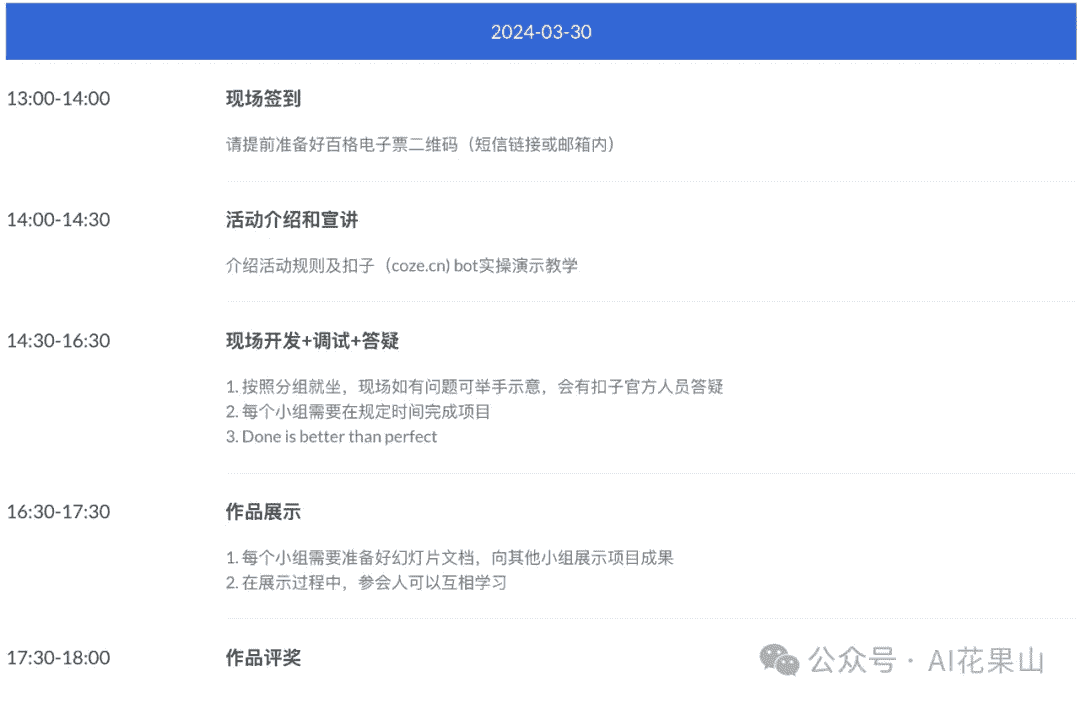 2024-03-30
13:00-14:00
现场签到
请提前准备好百格电子票二维码（短信链接或邮箱内）
14:00-14:30
活动介绍和宣讲
介绍活动规则及扣子（coze.cn) bot实操演示教学
14:30-16:30
现场开发+调试+答疑
1. 按照分组就坐，现场如有问题可举手示意，会有扣子官方人员答疑
2. 每个小组需要在规定时间完成项目
3. Done is better than perfect
16:30-17:30
作品展示
1. 每个小组需要准备好幻灯片文档，向其他小组展示项目成果
2. 在展示过程中，参会人可以互相学习
17:30-18:00
作品评奖
公众号 · AI花果山